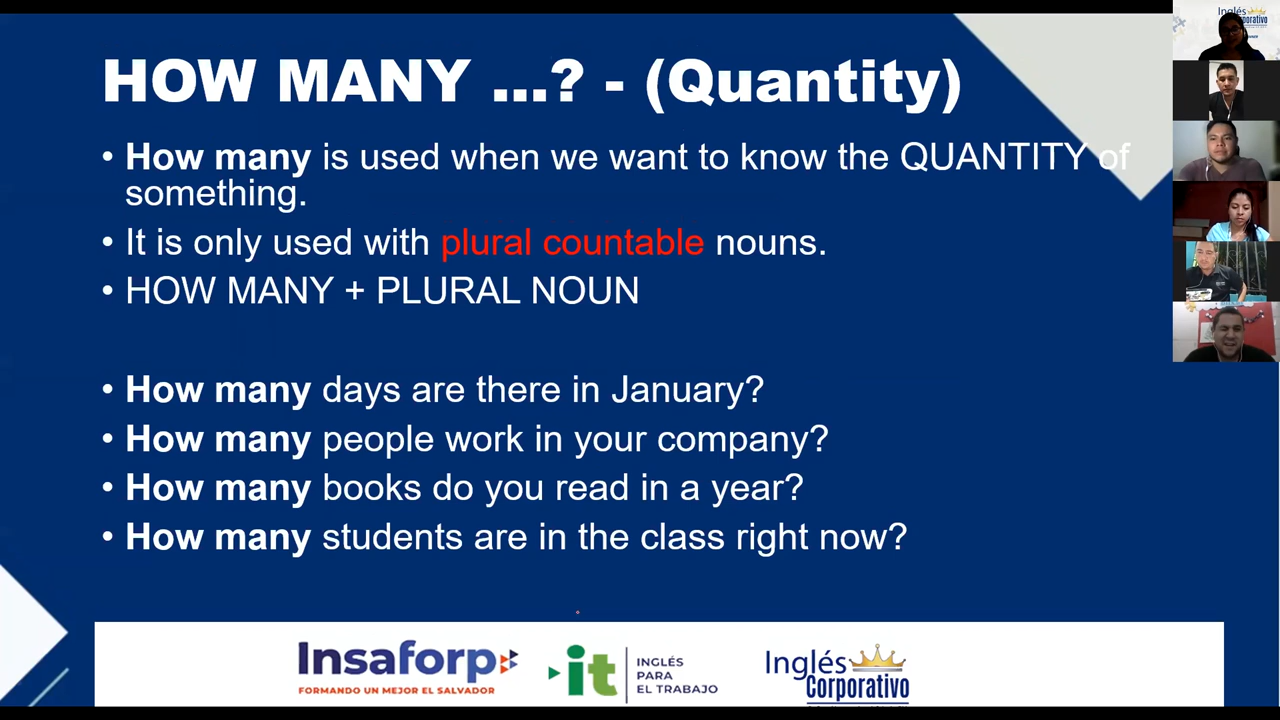 HOW MANY ...? - (Quantity)
• How many is used when we want to know the QUANTITY of
something.
• It is only used with plural countable nouns.
• HOW MANY + PLURAL NOUN
• How many days are there in January?
• How many people work in your company?
• How many books do you read in a year?
• How many students are in the class right now?
Insaforp
FORMANDO UN MEJOR EL SALVADOR
it
INGLÉS
PARA
EL TRABAJO
Inglés
Corporativo
Inglés